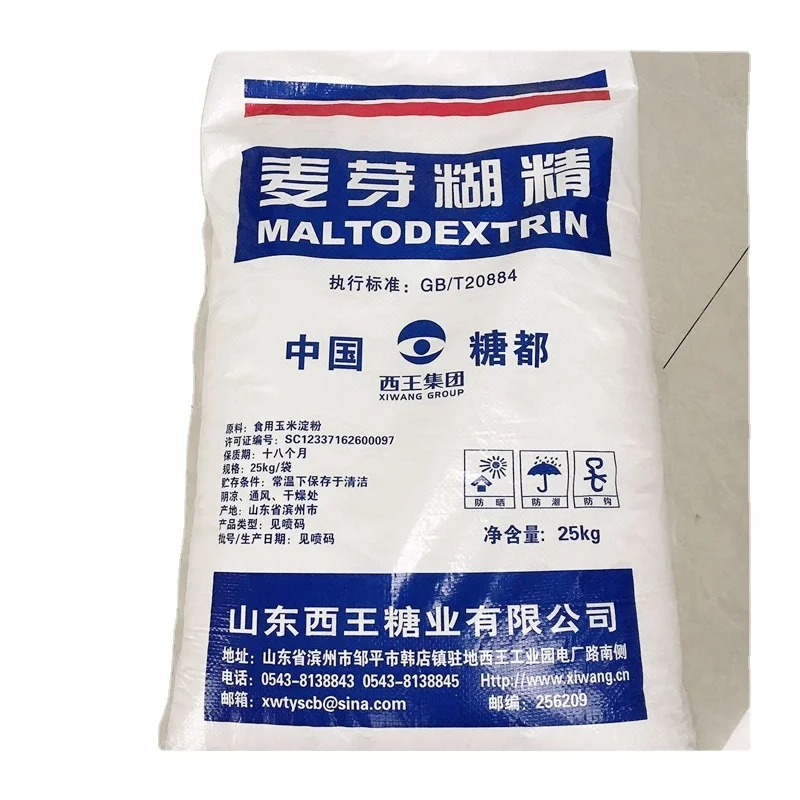 麦芽糊精
MALTODEXTRIN
执行标准：GB/T20884
中国 糖都
西王集团
XIWANG GROUP
原料：食用玉米淀粉
许可证编号：SC12337162600097
保质期：十八个月
规格：25kg/袋
贮存条件：常温下保存于清洁
阴凉、通风、干燥处
产地：山东省滨州市
产品类型：见喷码
批号/生产日期：见喷码
防晒 防潮 防钩
净含量：25kg
山东西王糖业有限公司
地址：山东省滨州市邹平市韩店镇驻地西王工业园电厂路南侧
电话：0543-8138843 0543-8138845 Http://www.xiwang.cn
邮箱：xwtyscb@sina.com 邮编：256209